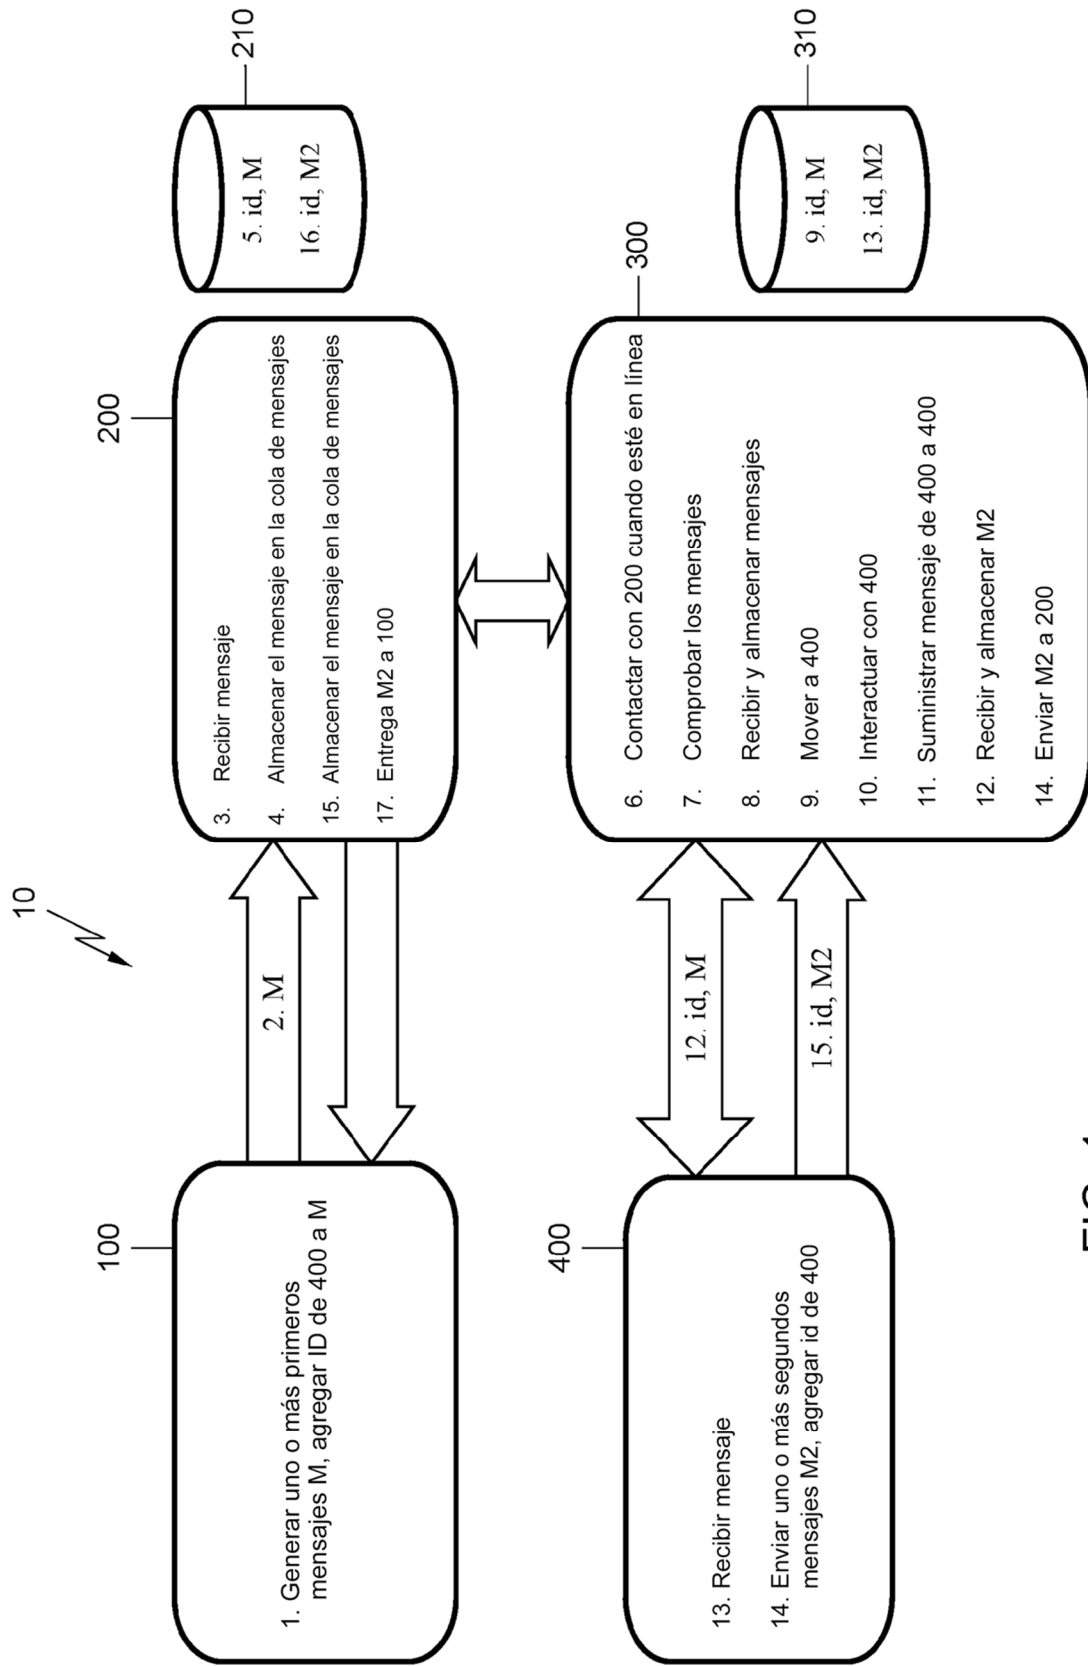 10
100
1. Generar uno o más primeros
mensajes M, agregar ID de 400 a M
2. M
200
3. Recibir mensaje
4. Almacenar el mensaje en la cola de mensajes
15. Almacenar el mensaje en la cola de mensajes
17. Entrega M2 a 100
210
5. id, M
16. id, M2
400
13. Recibir mensaje
14. Enviar uno o más segundos
mensajes M2, agregar id de 400
12. id, M
15. id, M2
300
6. Contactar con 200 cuando esté en línea
7. Comprobar los mensajes
8. Recibir y almacenar mensajes
9. Mover a 400
10. Interactuar con 400
11. Suministrar mensaje de 400 a 400
12. Recibir y almacenar M2
14. Enviar M2 a 200
310
9. id, M
13. id, M2